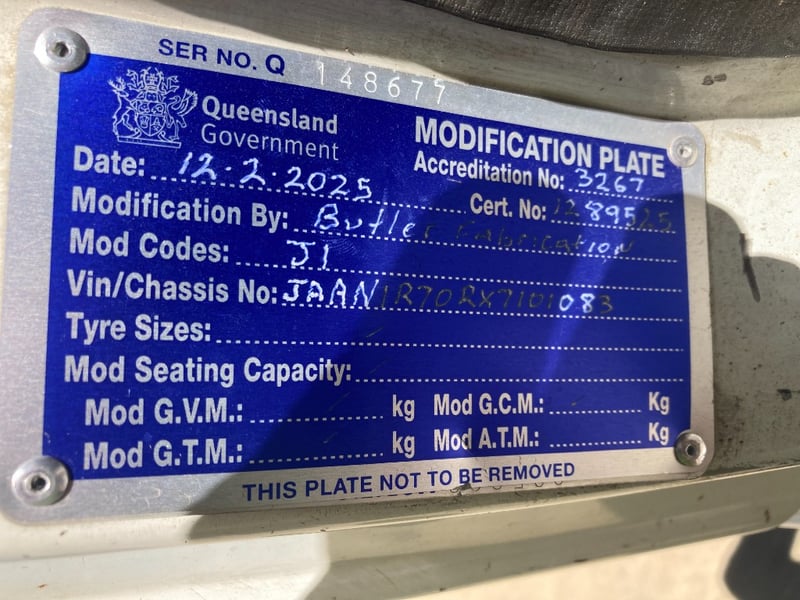 SER NO. Q 148677
Queensland
Government
MODIFICATION PLATE
Accreditation No: 3267
Date: 12.2.2025
Cert. No: 1289525
Modification By: Butler Fabrication
Mod Codes: J1
Vin/Chassis No: JAAN1R70RX7101083
Tyre Sizes:
Mod Seating Capacity:
Mod G.V.M.: kg Mod G.C.M.: Kg
Mod G.T.M.: kg Mod A.T.M.: Kg
THIS PLATE NOT TO BE REMOVED